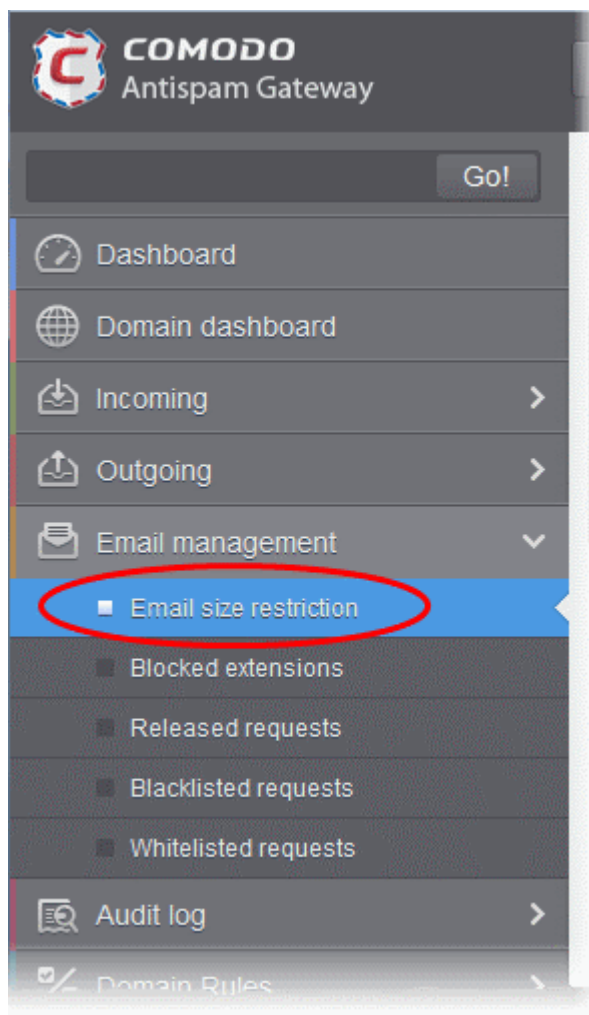 COMODO
Antispam Gateway
Go!
Dashboard
Domain dashboard
Incoming
Outgoing
Email management
Email size restriction
Blocked extensions
Released requests
Blacklisted requests
Whitelisted requests
Audit log
Domain Rules